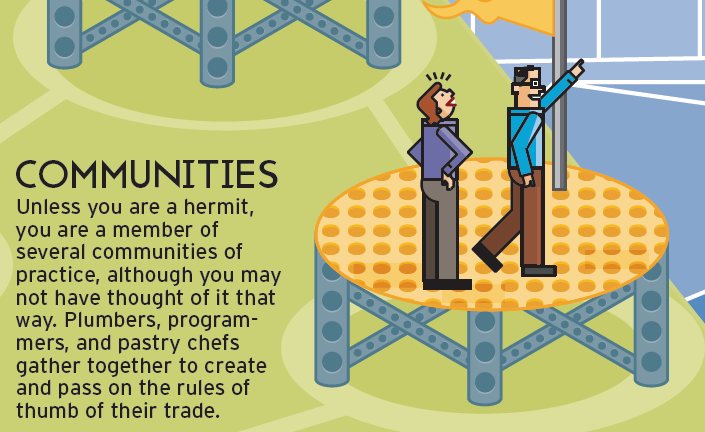 COMMUNITIES
Unless you are a hermit,
you are a member of
several communities of
practice, although you may
not have thought of it that
way. Plumbers, program-
mers, and pastry chefs
gather together to create
and pass on the rules of
thumb of their trade.